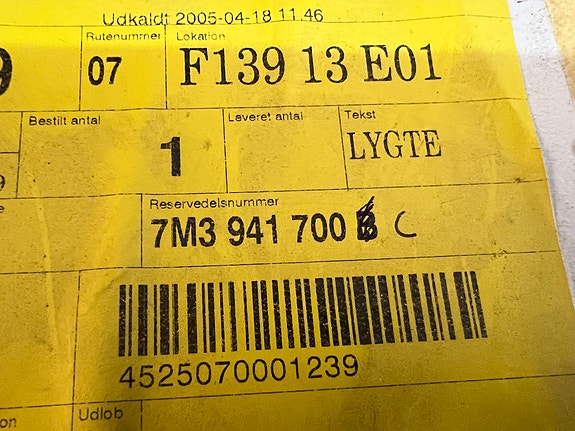 Udkaldt 2005-04-18 11.46
Rutenummer Lokation
07 F139 13 E01
Bestilt antal Leveret antal Tekst
1 LYGTE
Reservedelsnummer
7M3 941 700 B C
4525070001239
Udlob